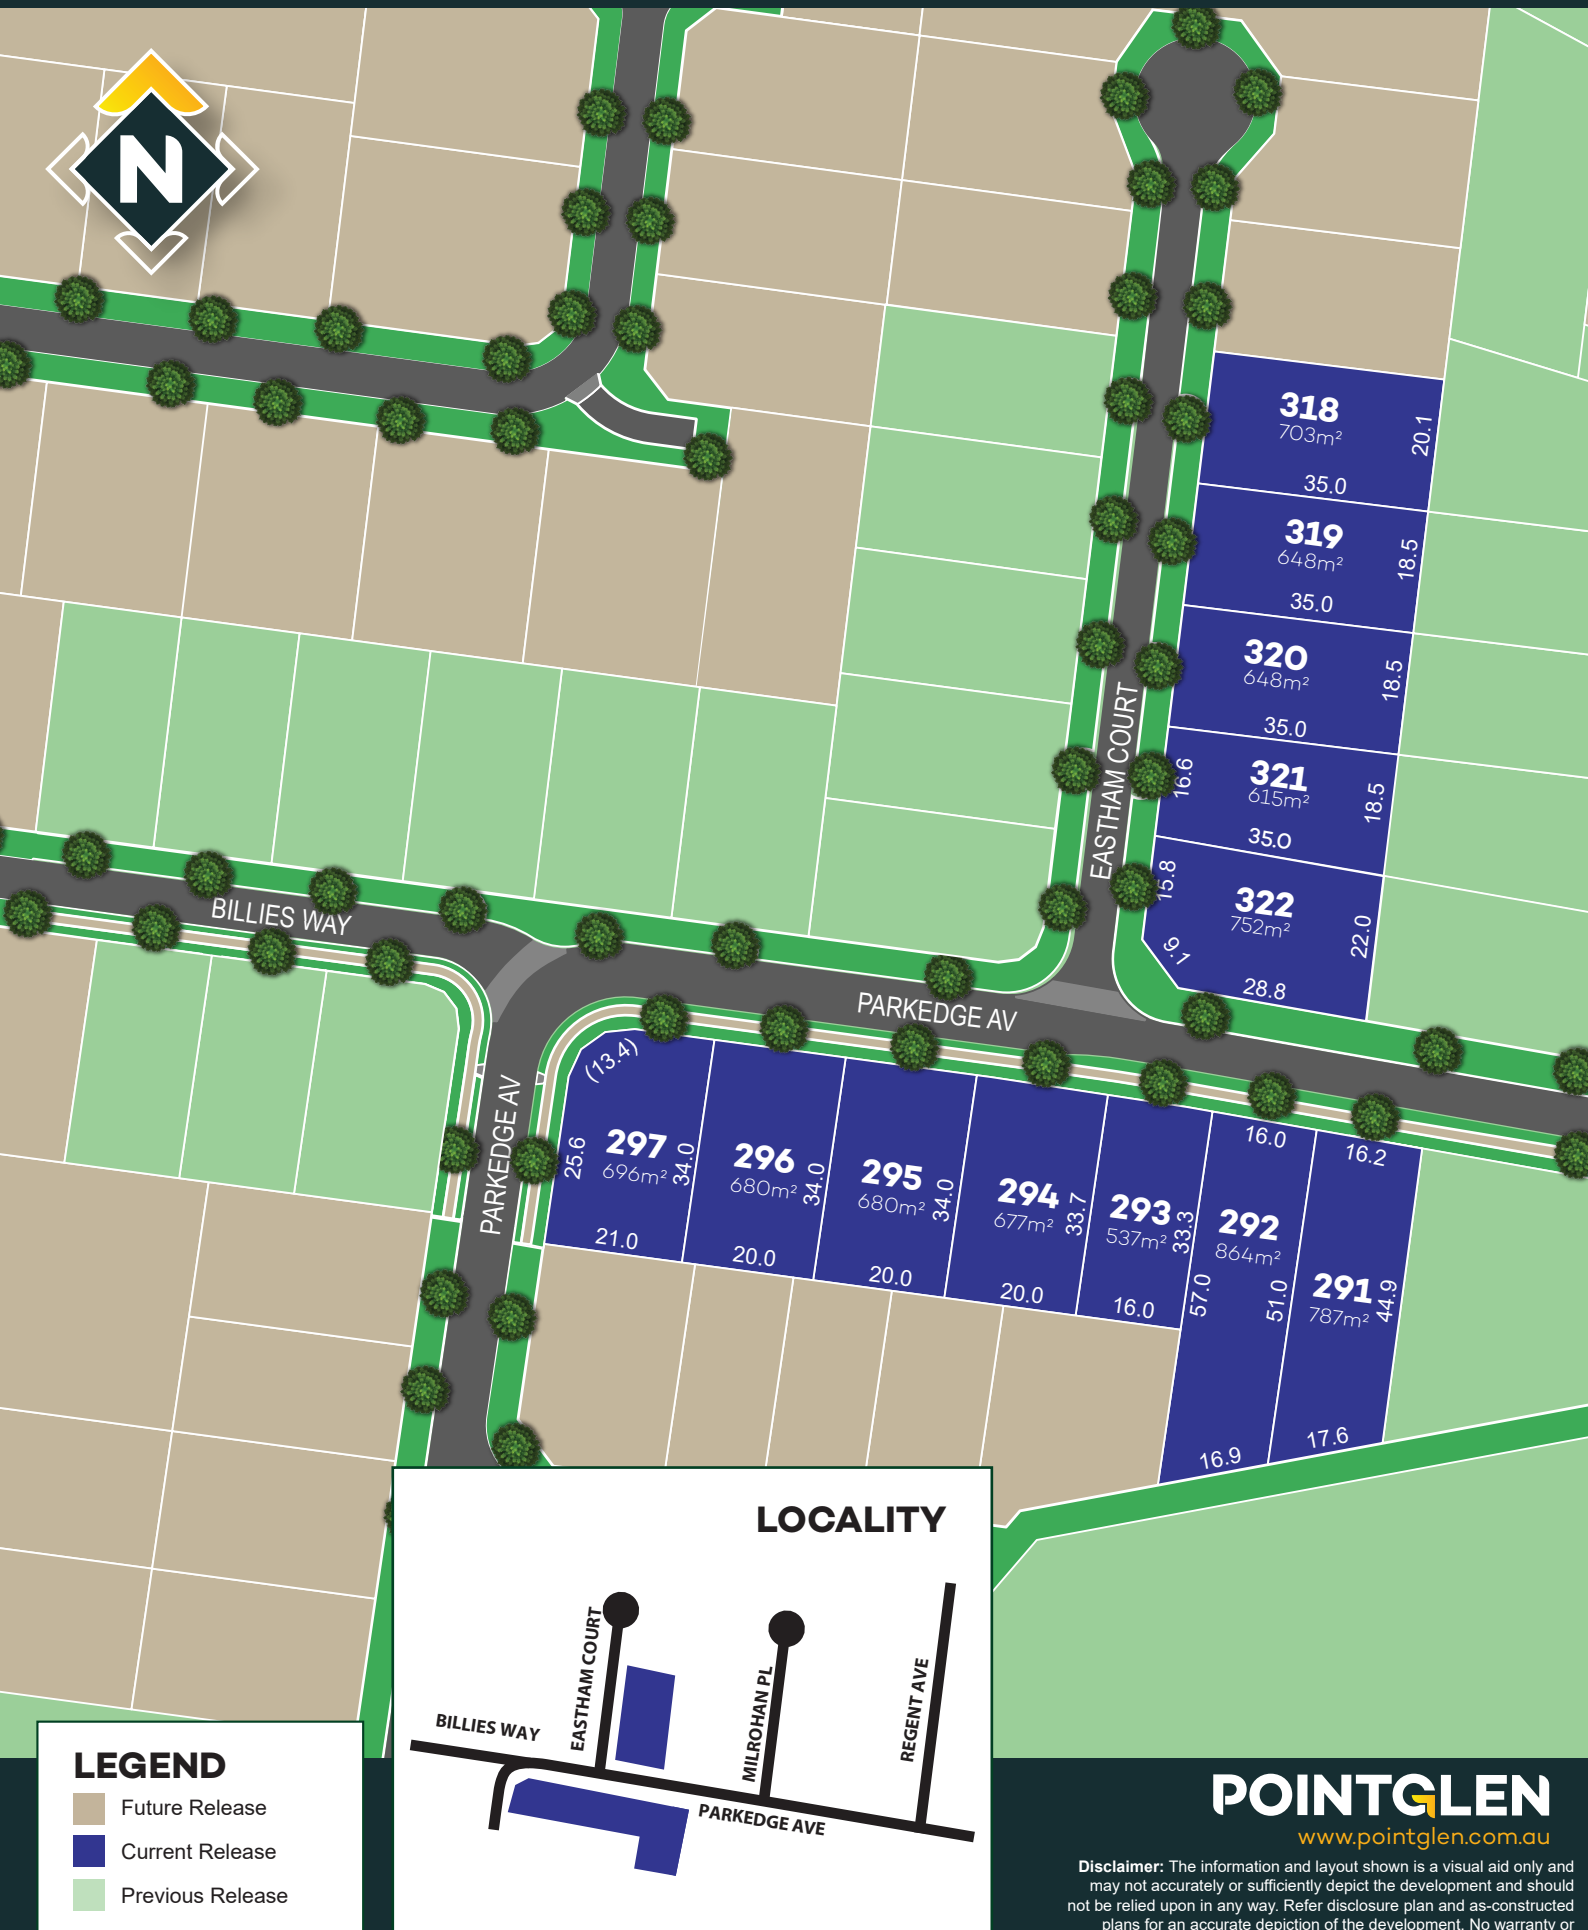 N
318
703m²
20.1
35.0
319
648m²
18.5
35.0
320
648m²
18.5
35.0
EASTHAM COURT
16.6
321
615m²
18.5
35.0
15.8
322
752m²
22.0
9.1
28.8
BILLIES WAY
PARKEDGE AV
PARKEDGE AV
(13.4)
25.6
297
696m²
34.0
21.0
296
680m²
34.0
20.0
295
680m²
34.0
20.0
294
677m²
33.7
20.0
293
537m²
33.3
16.0
16.0
292
864m²
57.0
51.0
16.9
16.2
291
787m²
44.9
17.6
LOCALITY
EASTHAM COURT
BILLIES WAY
MILROHAN PL
REGENT AVE
PARKEDGE AVE
LEGEND
Future Release
Current Release
Previous Release
POINTGLEN
www.pointglen.com.au
Disclaimer: The information and layout shown is a visual aid only and
may not accurately or sufficiently depict the development and should
not be relied upon in any way. Refer disclosure plan and as-constructed
plans for an accurate depiction of the development. No warranty or